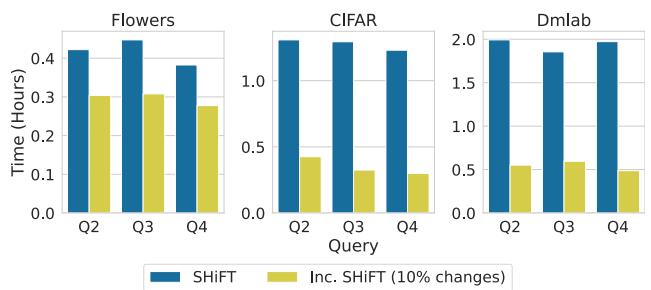 Flowers
CIFAR
Dmlab
Time (Hours)
0.4
0.3
0.2
0.1
0.0
1.0
0.5
0.0
2.0
1.5
1.0
0.5
0.0
Q2 Q3 Q4
Q2 Q3 Q4
Q2 Q3 Q4
Query
SHiFT
Inc. SHiFT (10% changes)